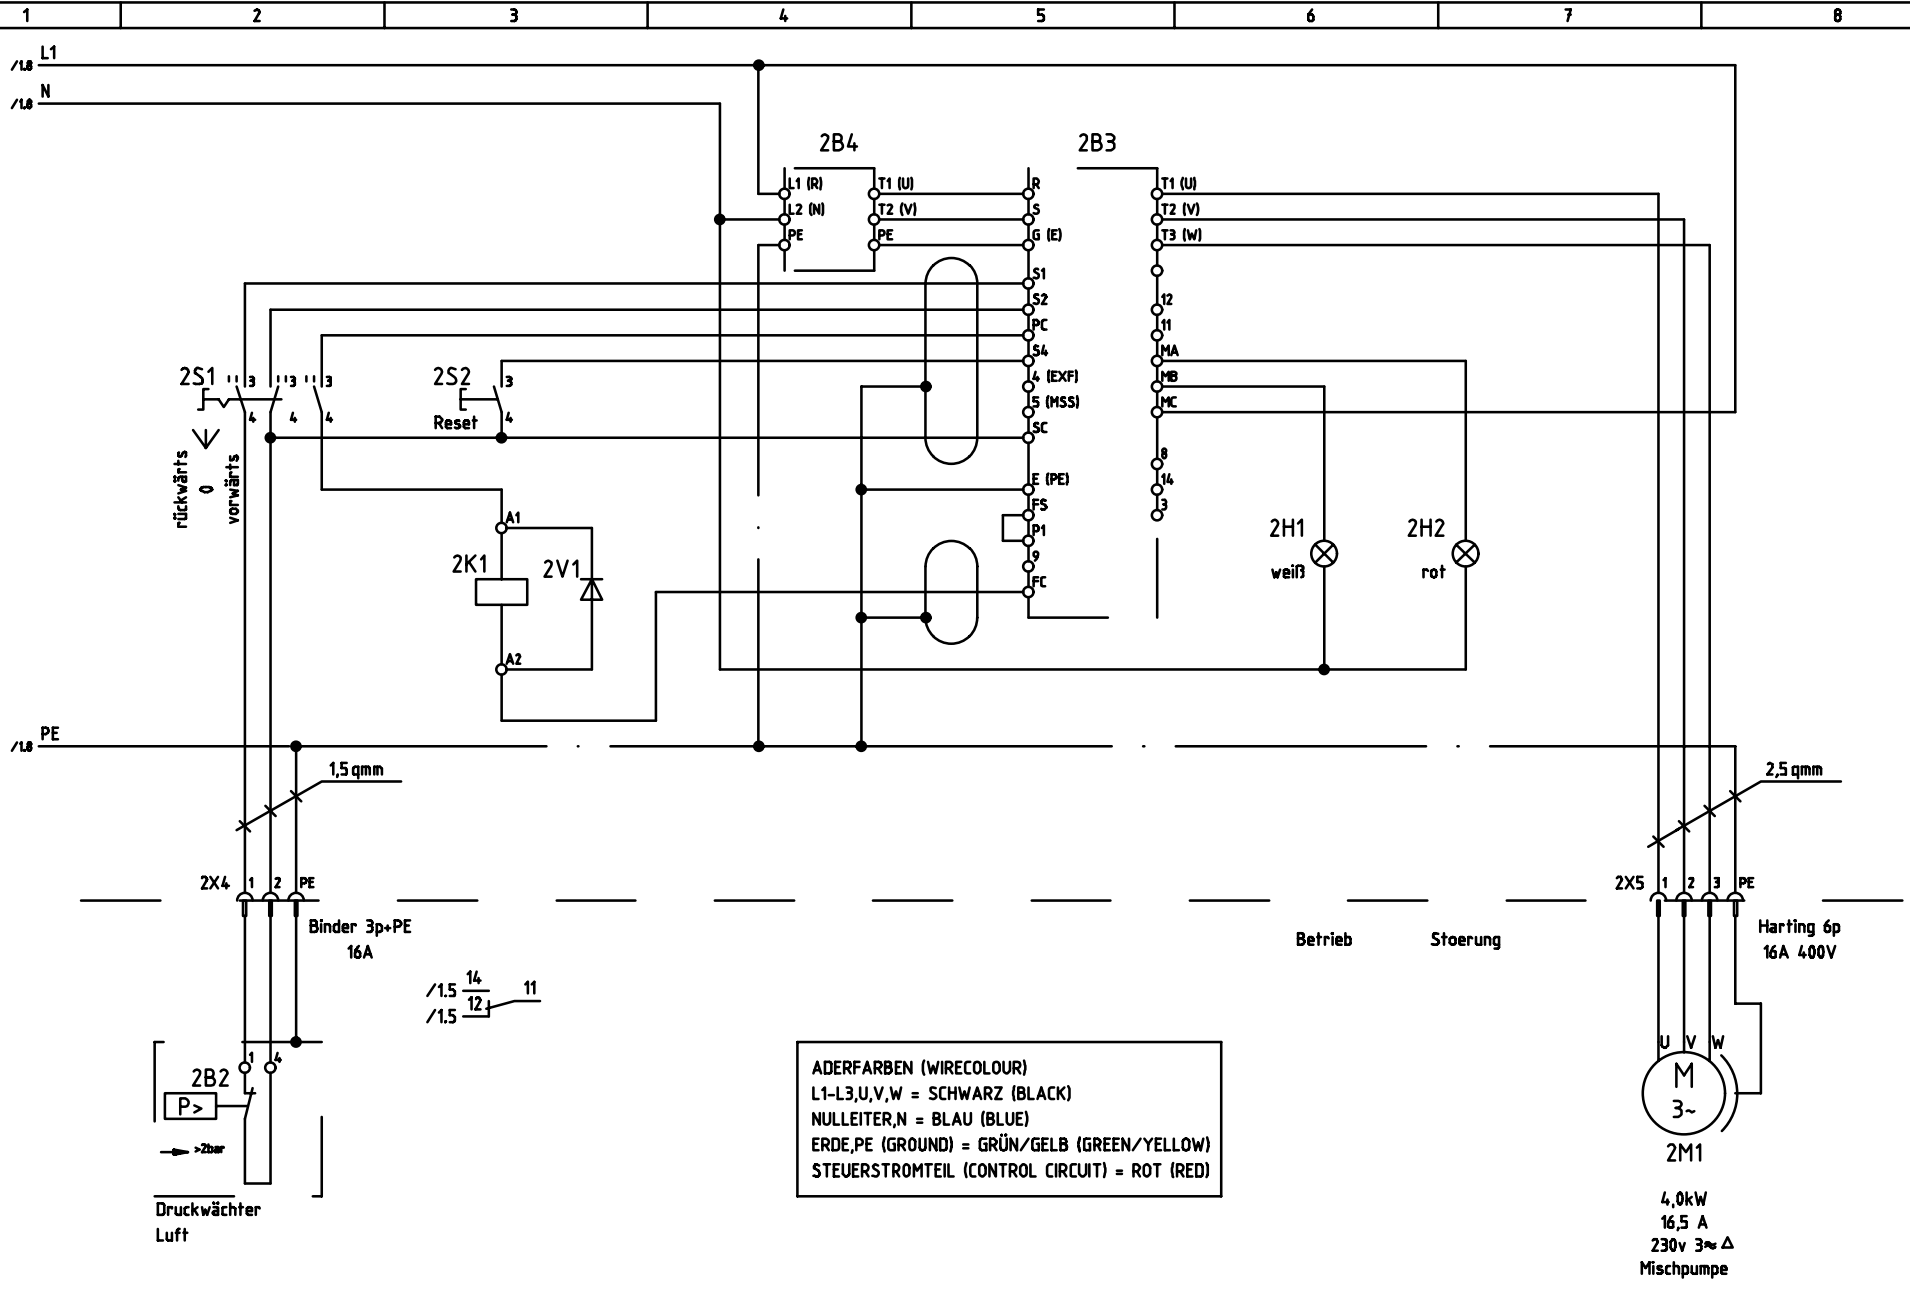 1 2 3 4 5 6 7 8
/1.8 L1
/1.8 N
2B4 2B3
L1 (R) T1 (U) R T1 (U)
L2 (N) T2 (V) S T2 (V)
PE PE G (E) T3 (W)
S1
S2 12
PC 11
S4 MA
4 (EXF) MB
5 (MSS) MC
SC
8
E (PE) 14
FS 3
P1
9
FC
2S1 3 3 3
4 4 4
2S2 3
Reset 4
rückwärts
0
vorwärts
A1
2K1 2V1
A2
2H1
weiß
2H2
rot
/1.8 PE
1,5 qmm
2,5 qmm
2X4 1 2 PE
Binder 3p+PE
16A
2X5 1 2 3 PE
Harting 6p
16A 400V
Betrieb Stoerung
/1.5 14 11
/1.5 12
1 4
2B2
P>
>2bar
Druckwächter
Luft
ADERFARBEN (WIRECOLOUR)
L1-L3,U,V,W = SCHWARZ (BLACK)
NULLEITER,N = BLAU (BLUE)
ERDE,PE (GROUND) = GRÜN/GELB (GREEN/YELLOW)
STEUERSTROMTEIL (CONTROL CIRCUIT) = ROT (RED)
U V W
M
3~
2M1
4,0kW
16,5 A
230v 3≈ Δ
Mischpumpe